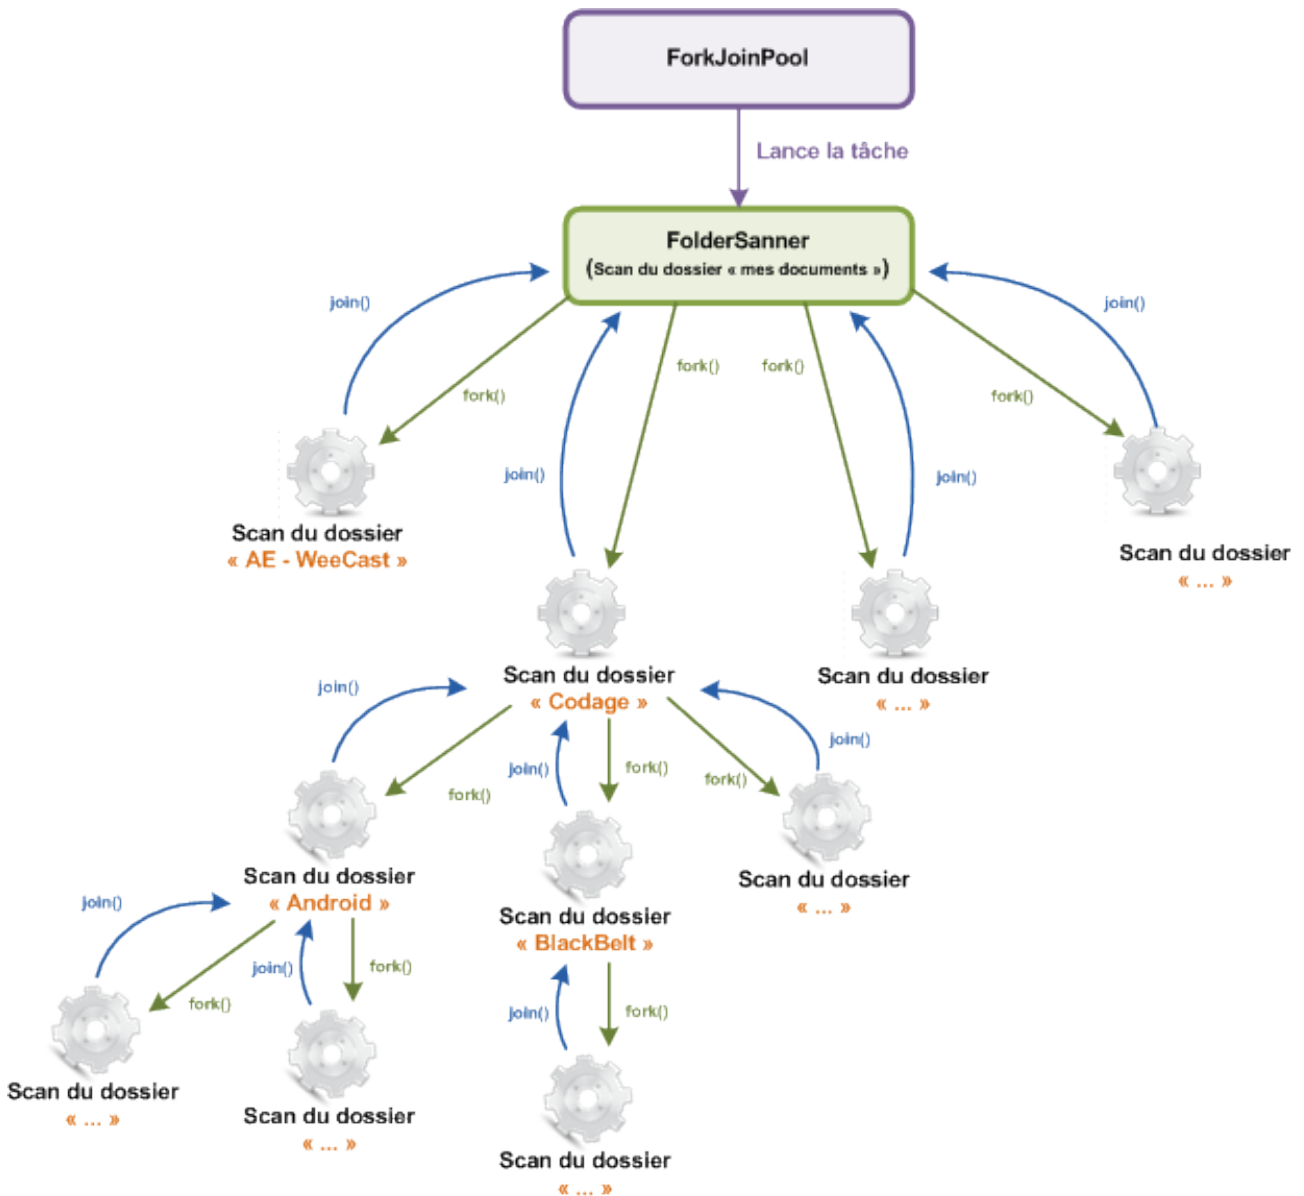 ForkJoinPool
Lance la tâche
FolderSanner
(Scan du dossier « mes documents »)
join()
join()
fork()
fork()
fork()
fork()
join()
join()
Scan du dossier
« AE - WeeCast »
Scan du dossier
« ... »
Scan du dossier
« Codage »
Scan du dossier
« ... »
join()
join()
fork()
join()
fork()
fork()
Scan du dossier
« Android »
Scan du dossier
« ... »
Scan du dossier
« BlackBelt »
join()
join()
fork()
fork()
join()
fork()
Scan du dossier
« ... »
Scan du dossier
« ... »
Scan du dossier
« ... »